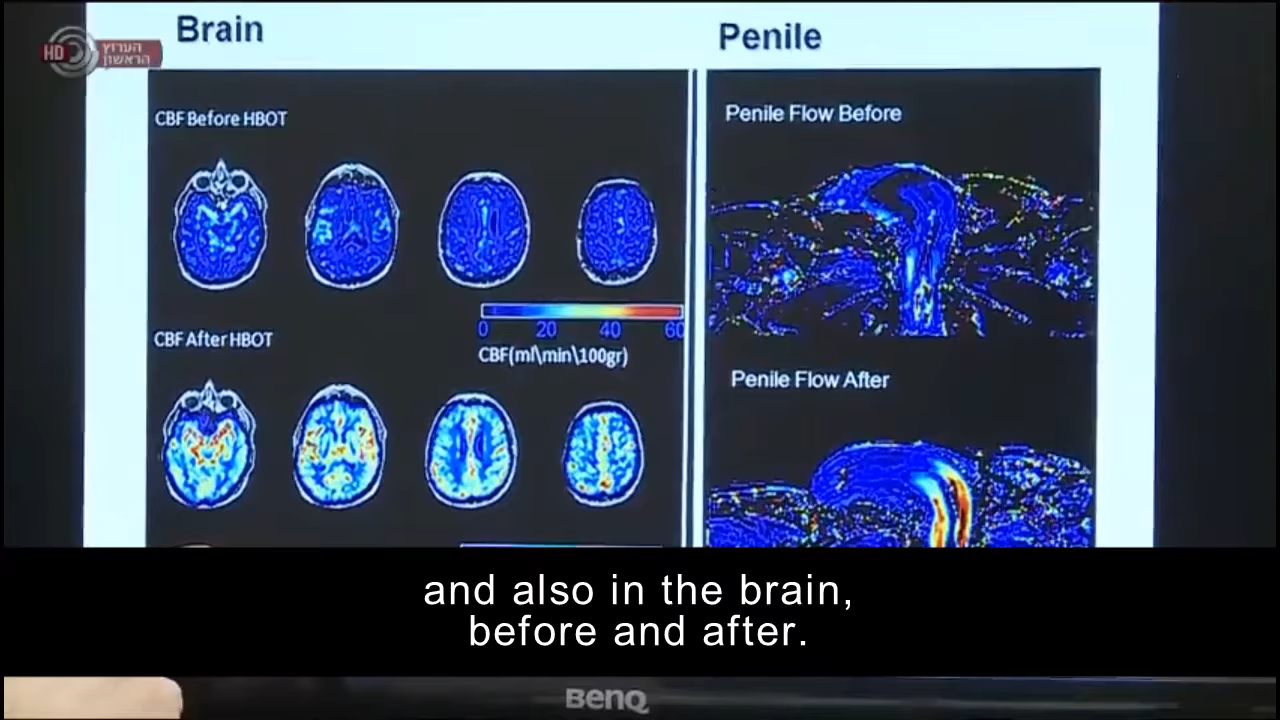 Brain
Penile
HD
הערוץ
הראשון
CBF Before HBOT
Penile Flow Before
0 20 40 60
CBF(ml\min\100gr)
CBF After HBOT
Penile Flow After
and also in the brain,
before and after.
BenQ